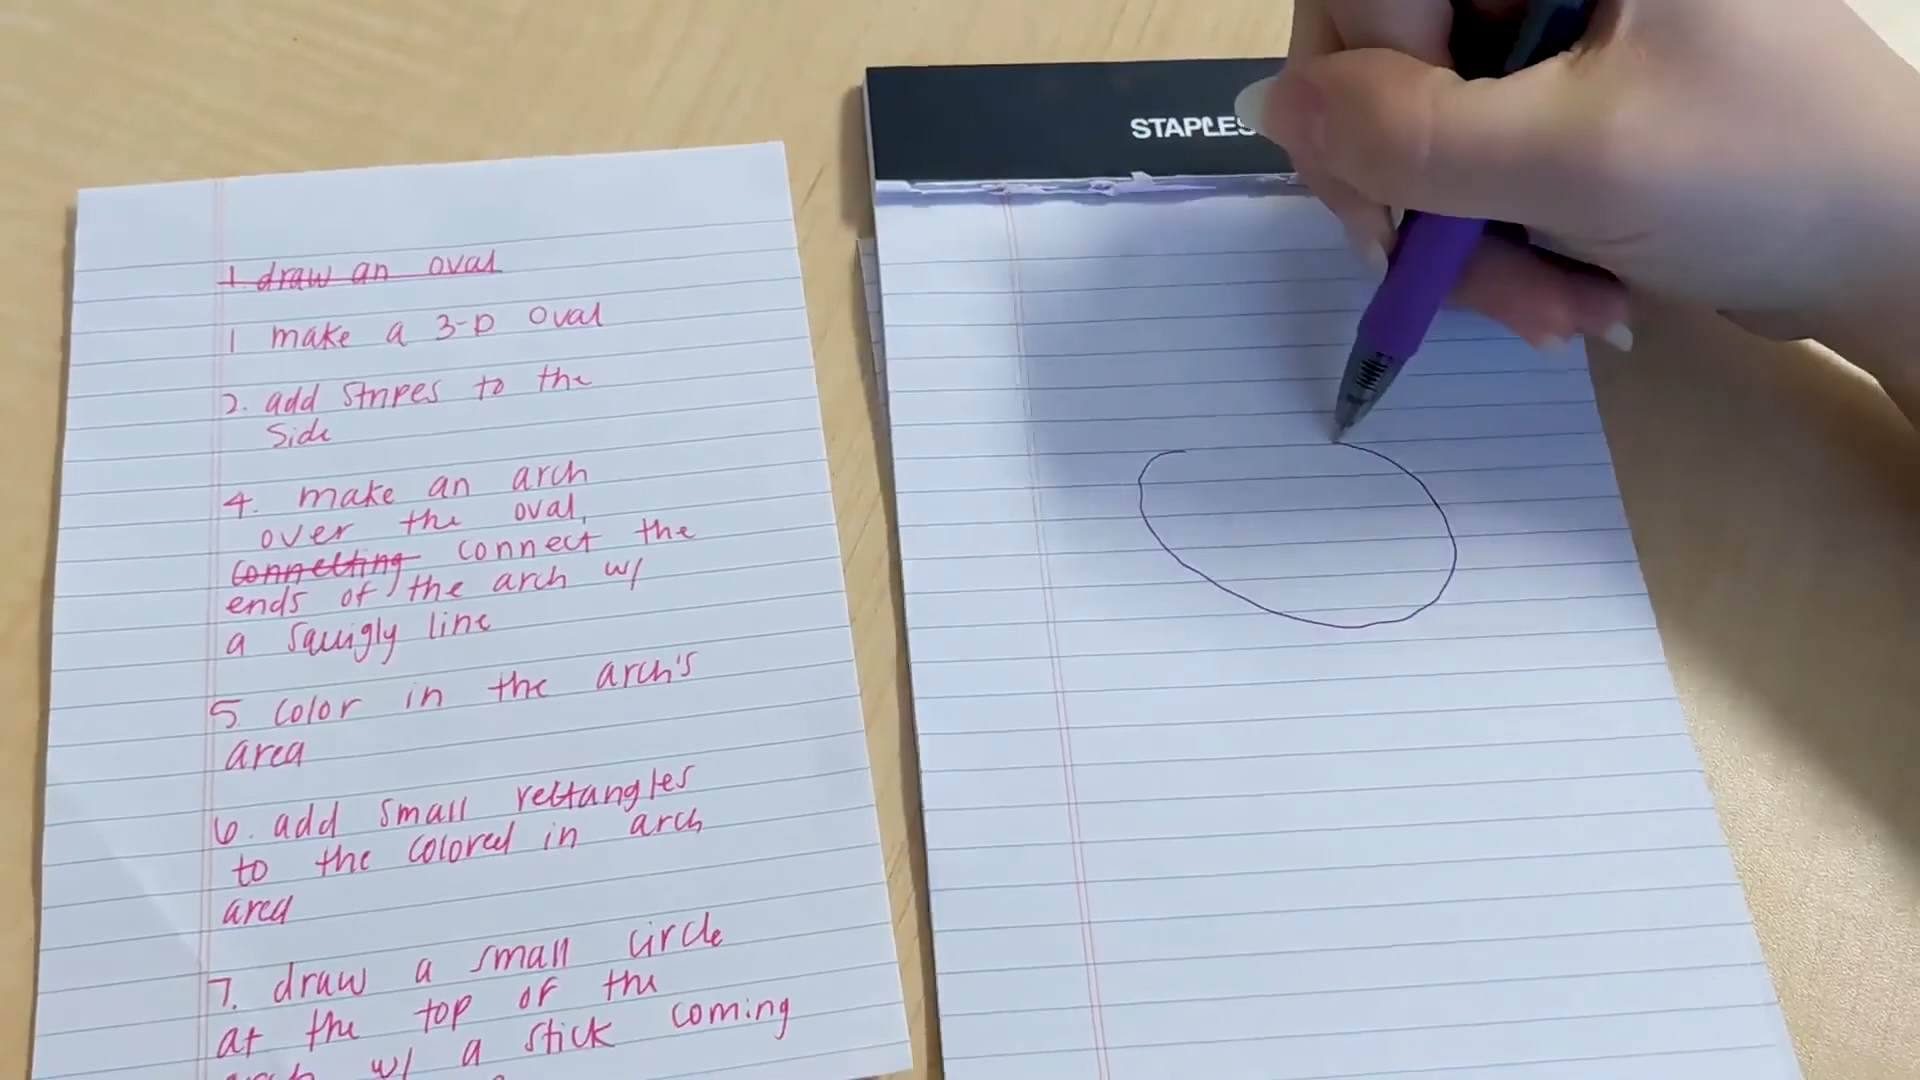 1. draw an oval
1 make a 3-D oval
2. add stripes to the
side
4. make an arch
over the oval,
connecting connect the
ends of the arch w/
a squigly line
5. color in the arch's
area
6. add small rectangles
to the colored in arch
area
7. draw a small circle
at the top of the
w/ a stick coming
STAPLES